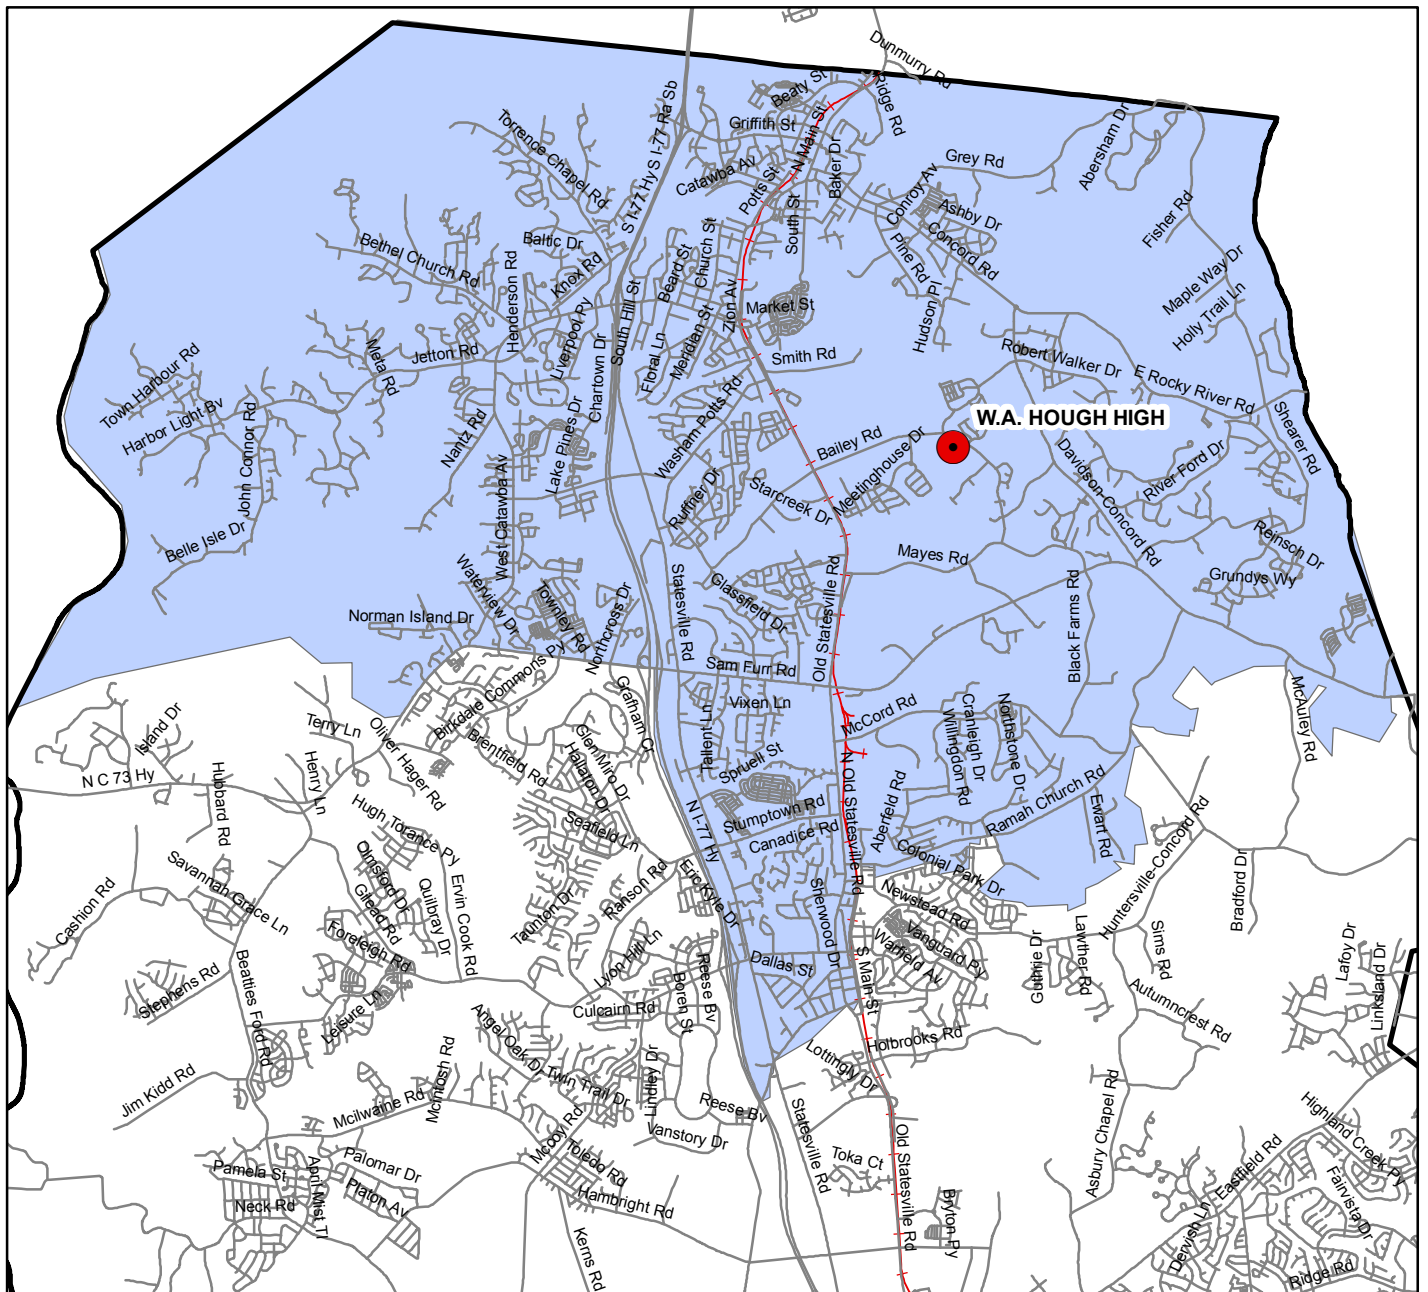 Dunmurry Rd
Beaty St
Ridge Rd
S I-77 Hy S I-77 Ra Sb
Torrence Chapel Rd
Griffith St
N Main St
Abersham Dr
Grey Rd
Catawba Av
Potts St
Baker Dr
Conroy Av
Ashby Dr
Fisher Rd
South St
Concord Rd
Pine Rd
Baltic Dr
Bethel Church Rd
Knox Rd
Henderson Rd
Beard St
Church St
Maple Way Dr
Holly Trail Ln
Zion Av
Market St
Hudson Pl
South Hill St
Liverpool Py
Meridian St
Floral Ln
Chartown Dr
Jetton Rd
Meta Rd
Town Harbour Rd
Smith Rd
Robert Walker Dr
E Rocky River Rd
Harbor Light Bv
John Connor Rd
Nantz Rd
Lake Pines Dr
Washam Potts Rd
W.A. HOUGH HIGH
Shearer Rd
Bailey Rd
Meetinghouse Dr
Davidson-Concord Rd
River Ford Dr
West Catawba Av
Ruffner Dr
Starcreek Dr
Belle Isle Dr
Mayes Rd
Reinsch Dr
Grundys Wy
Waterview Dr
Townley Rd
Northcross Dr
Statesville Rd
Glassfield Dr
Old Statesville Rd
Black Farms Rd
Norman Island Dr
Sam Furr Rd
Birkdale Commons Py
Grafham Ct
Vixen Ln
Tallent Ln
McCord Rd
Cranleigh Dr
Willingdon Rd
Northstone Dr
McAuley Rd
Island Dr
Terry Ln
Oliver Hager Rd
Brentfield Rd
Glen Miro Dr
Hallaton Dr
Spruell St
N Old Statesville Rd
N C 73 Hy
Hubbard Rd
Henry Ln
Hugh Torance Py
Seafield Ln
N I-77 Hy
Stumptown Rd
Canadice Rd
Aberfeld Rd
Ramah Church Rd
Ewart Rd
Huntersville-Concord Rd
Colonial Park Dr
Savannah Grace Ln
Olmsford Dr
Gilead Rd
Quilbray Dr
Ervin Cook Rd
Ranson Rd
Eric Kyle Dr
Sherwood Dr
Newstead Rd
Bradford Dr
Cashion Rd
Foreleigh Rd
Taunton Dr
Lyon Hill Ln
Vanguard Py
Warfield Av
Guthrie Dr
Lawther Rd
Sims Rd
Lafoy Dr
Linksland Dr
Stephens Rd
Beatties Ford Rd
Leisure Ln
Dallas St
S Main St
Reese Bv
Boren St
Culcairn Rd
Autumncrest Rd
Angel Oak Dr
Twin Trail Dr
Holbrooks Rd
Lottingly Dr
Jim Kidd Rd
Mcilwaine Rd
Mcintosh Rd
Lindley Dr
Reese Bv
Vanstory Dr
Mccoy Rd
Toledo Rd
Statesville Rd
Toka Ct
Old Statesville Rd
Asbury Chapel Rd
Highland Creek Py
Eastfield Rd
Fairvista Dr
Pamela St
April Mist Tl
Palomar Dr
Platon Av
Neck Rd
Hambright Rd
Kerns Rd
Bryton Py
Dervish Ln
Ridge Rd